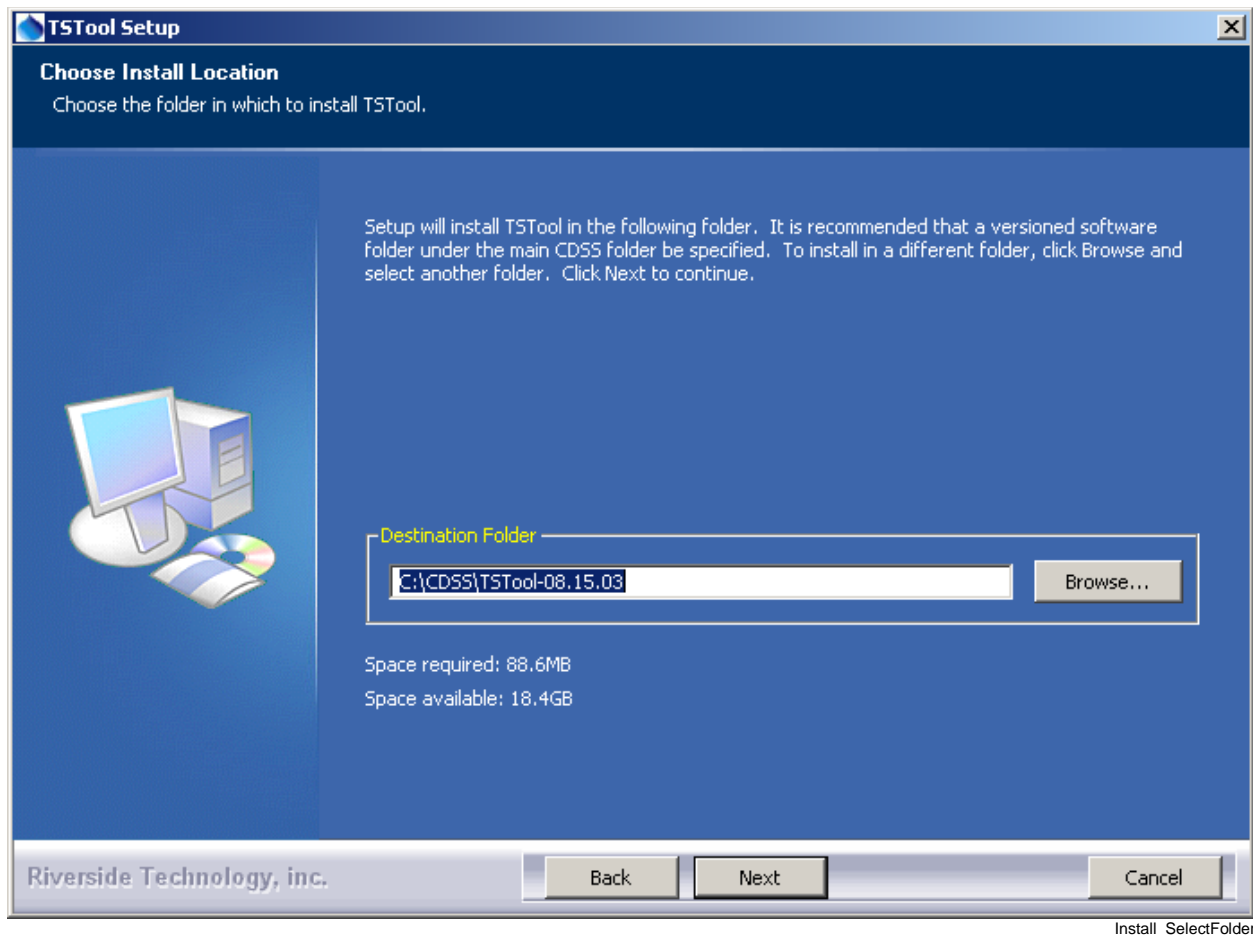 TSTool Setup
Choose Install Location
Choose the folder in which to install TSTool.
Setup will install TSTool in the following folder.  It is recommended that a versioned software
folder under the main CDSS folder be specified.  To install in a different folder, click Browse and
select another folder.  Click Next to continue.
Destination Folder
C:\CDSS\TSTool-08.15.03
Browse...
Space required: 88.6MB
Space available: 18.4GB
Riverside Technology, inc.
Back
Next
Cancel
Install_SelectFolder